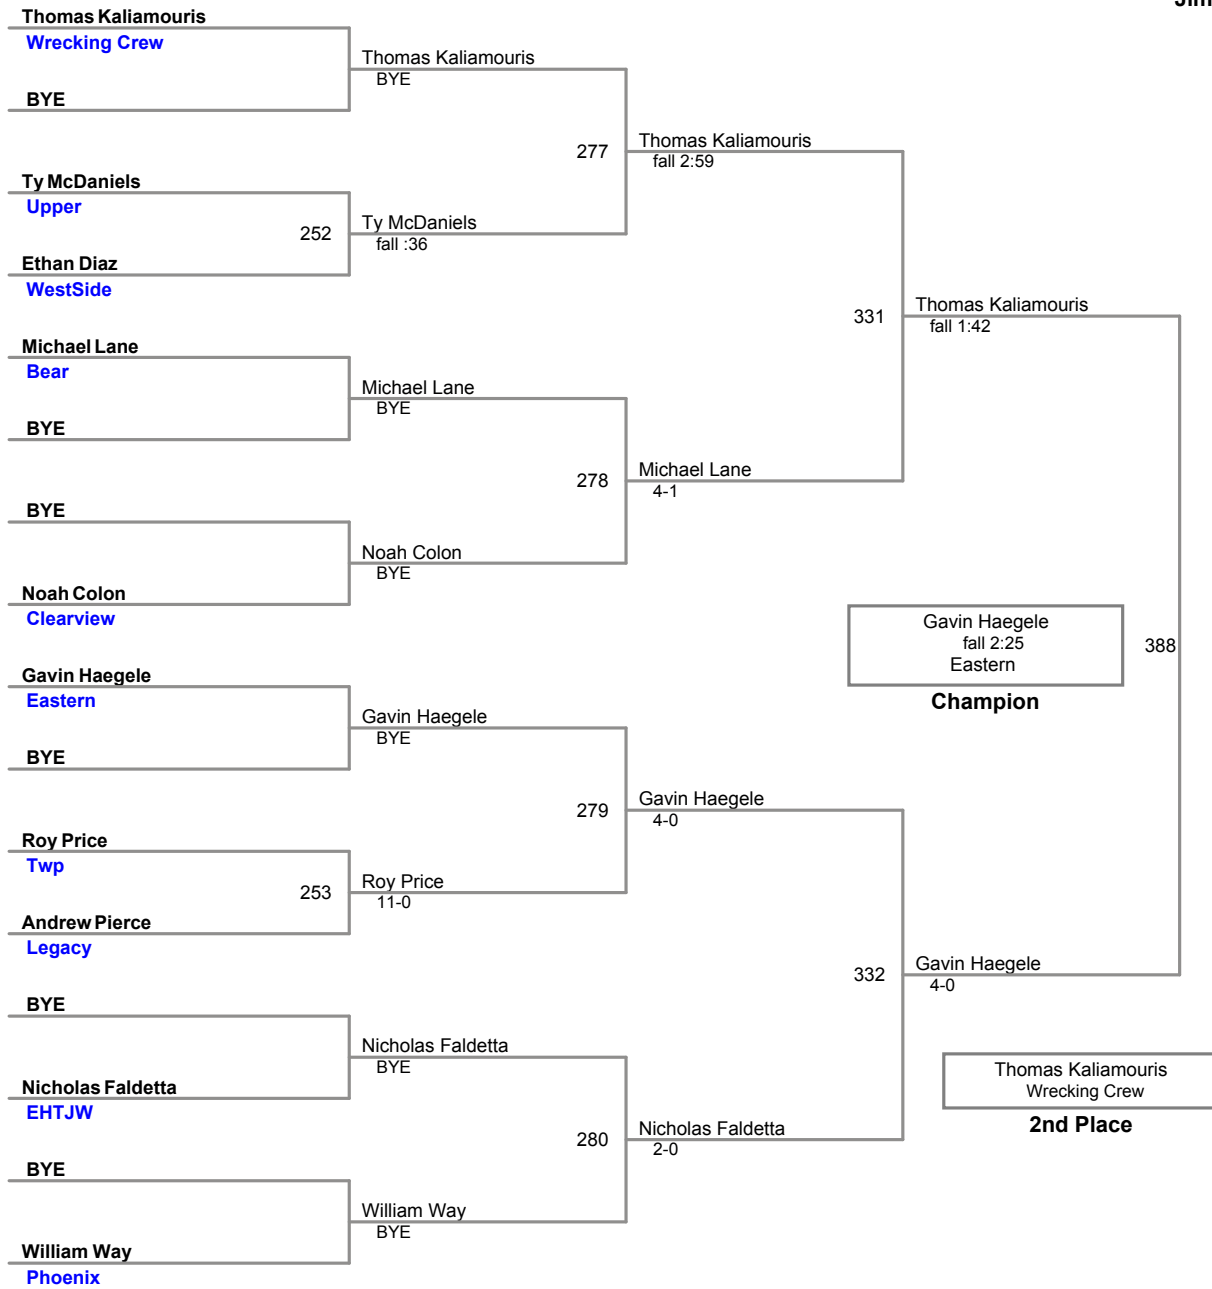 Jim
Thomas Kaliamouris
Wrecking Crew
Thomas Kaliamouris
BYE
BYE
277
Thomas Kaliamouris
fall 2:59
Ty McDaniels
Upper
252
Ty McDaniels
fall :36
Ethan Diaz
WestSide
331
Thomas Kaliamouris
fall 1:42
Michael Lane
Bear
Michael Lane
BYE
BYE
278
Michael Lane
4-1
BYE
Noah Colon
BYE
Noah Colon
Clearview
Gavin Haegele
fall 2:25
Eastern
388
Champion
Gavin Haegele
Eastern
Gavin Haegele
BYE
BYE
279
Gavin Haegele
4-0
Roy Price
Twp
253
Roy Price
11-0
Andrew Pierce
Legacy
332
Gavin Haegele
4-0
BYE
Nicholas Faldetta
BYE
Nicholas Faldetta
EHTJW
Thomas Kaliamouris
Wrecking Crew
2nd Place
280
Nicholas Faldetta
2-0
BYE
William Way
BYE
William Way
Phoenix